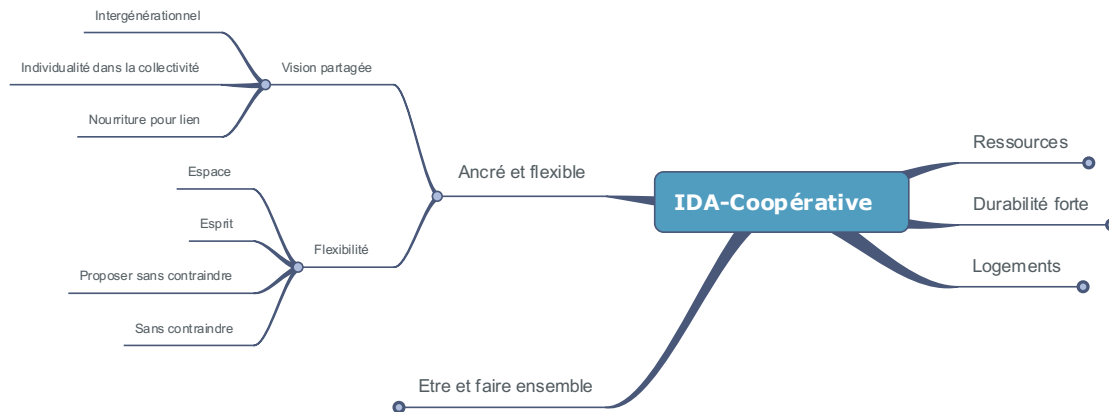 Intergénérationnel
Individualité dans la collectivité
Vision partagée
Nourriture pour lien
Espace
Esprit
Flexibilité
Proposer sans contraindre
Sans contraindre
Ancré et flexible
Etre et faire ensemble
IDA-Coopérative
Ressources
Durabilité forte
Logements